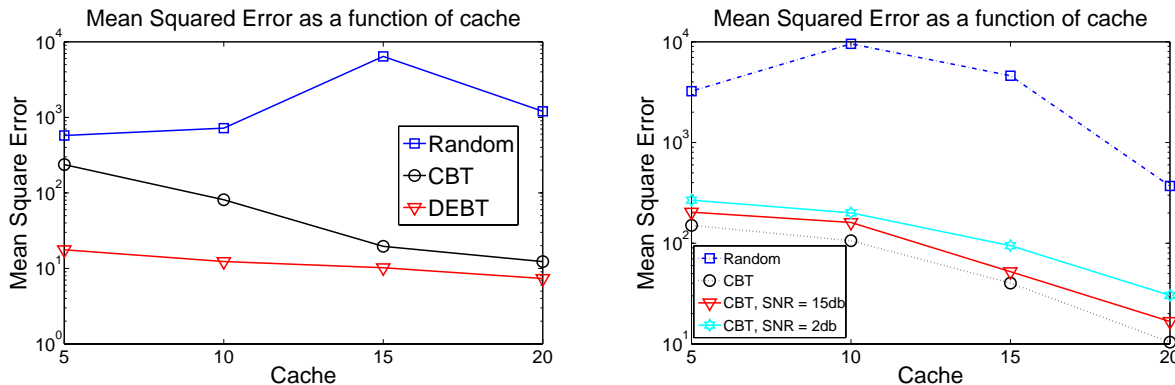 Mean Squared Error as a function of cache
Mean Square Error
10^4
10^3
10^2
10^1
10^0
5
10
15
20
Cache
Random
CBT
DEBT
Mean Squared Error as a function of cache
Mean Square Error
10^4
10^3
10^2
10^1
5
10
15
20
Cache
Random
CBT
CBT, SNR = 15db
CBT, SNR = 2db